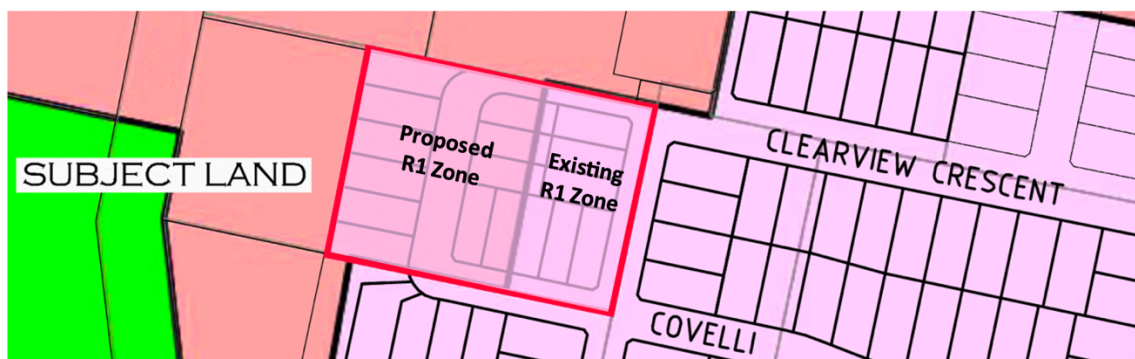 SUBJECT LAND
Proposed
R1 Zone
Existing
R1 Zone
CLEARVIEW CRESCENT
COVELLI